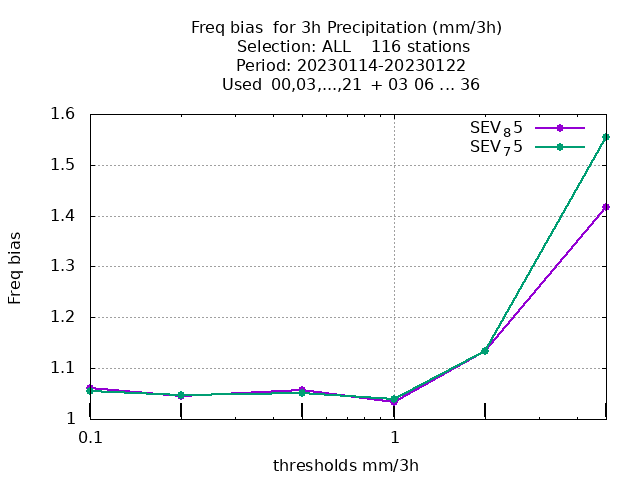 Freq bias  for 3h Precipitation (mm/3h)
Selection: ALL    116 stations
Period: 20230114-20230122
Used  00,03,...,21  + 03 06 ... 36
1.6
1.5
1.4
1.3
1.2
1.1
1
Freq bias
SEV₈5
SEV₇5
0.1
1
thresholds mm/3h